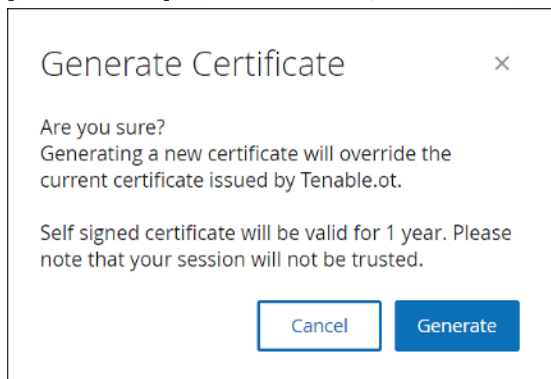 Generate Certificate ×
Are you sure?
Generating a new certificate will override the
current certificate issued by Tenable.ot.
Self signed certificate will be valid for 1 year. Please
note that your session will not be trusted.
Cancel Generate